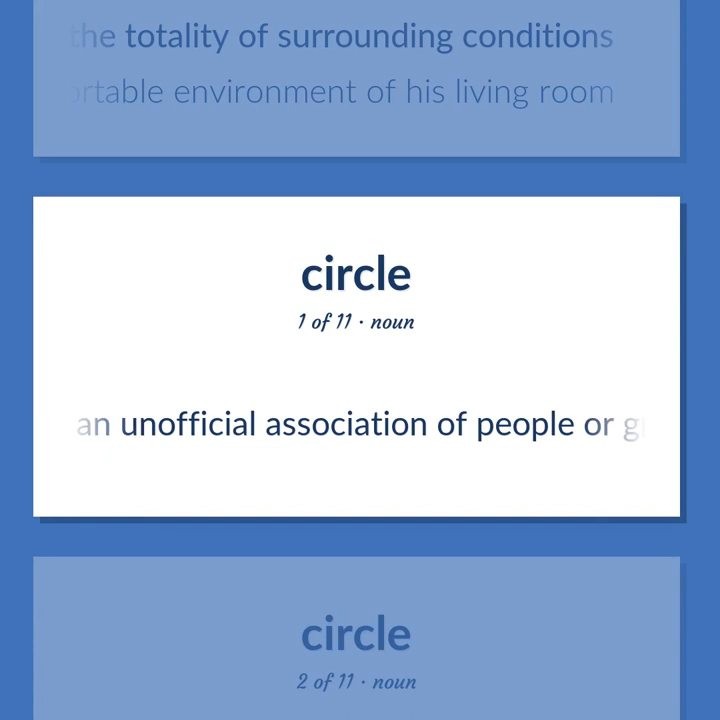 the totality of surrounding conditions
environment of his living room
circle
1 of 11 · noun
an unofficial association of people or
circle
2 of 11 · noun